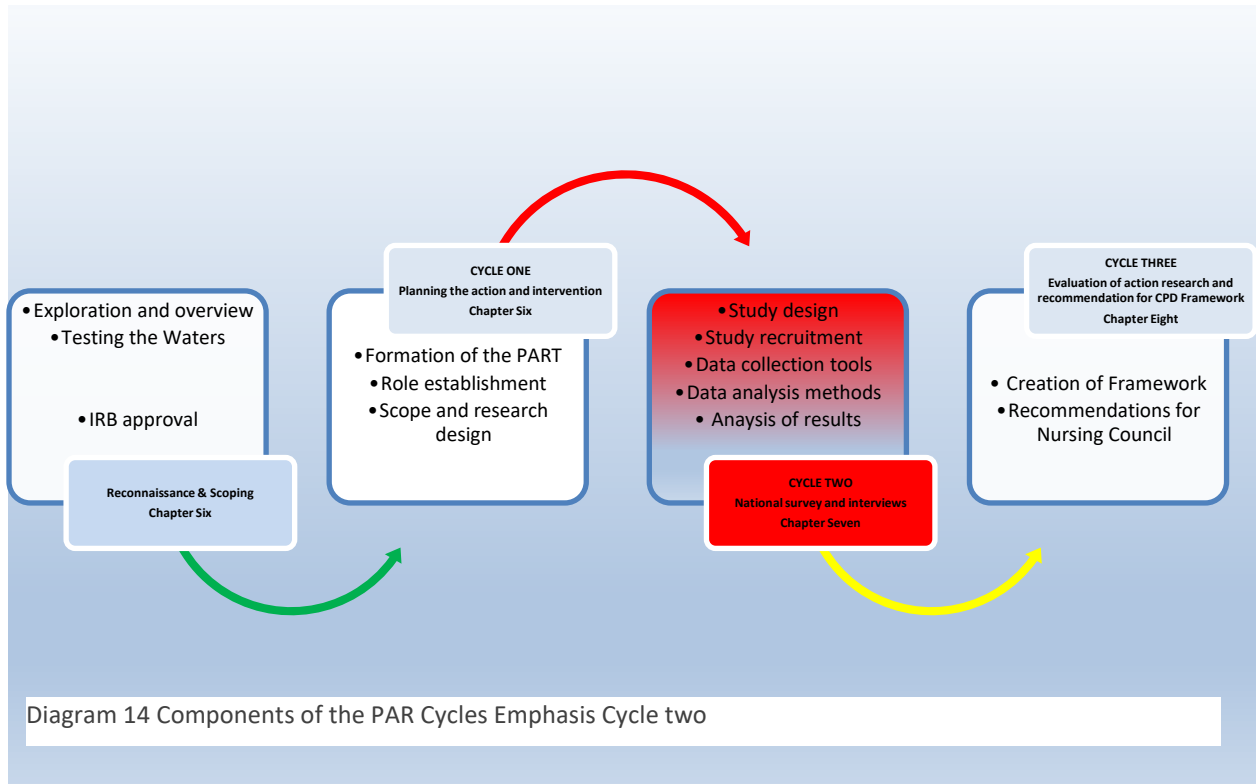 •Exploration and overview
•Testing the Waters
•IRB approval
Reconnaissance & Scoping
Chapter Six
CYCLE ONE
Planning the action and intervention
Chapter Six
•Formation of the PART
•Role establishment
•Scope and research
design
•Study design
•Study recruitment
•Data collection tools
•Data analysis methods
• Anaysis of results
CYCLE TWO
National survey and interviews
Chapter Seven
CYCLE THREE
Evaluation of action research and
recommendation for CPD Framework
Chapter Eight
• Creation of Framework
•Recommendations for
Nursing Council
Diagram 14 Components of the PAR Cycles Emphasis Cycle two